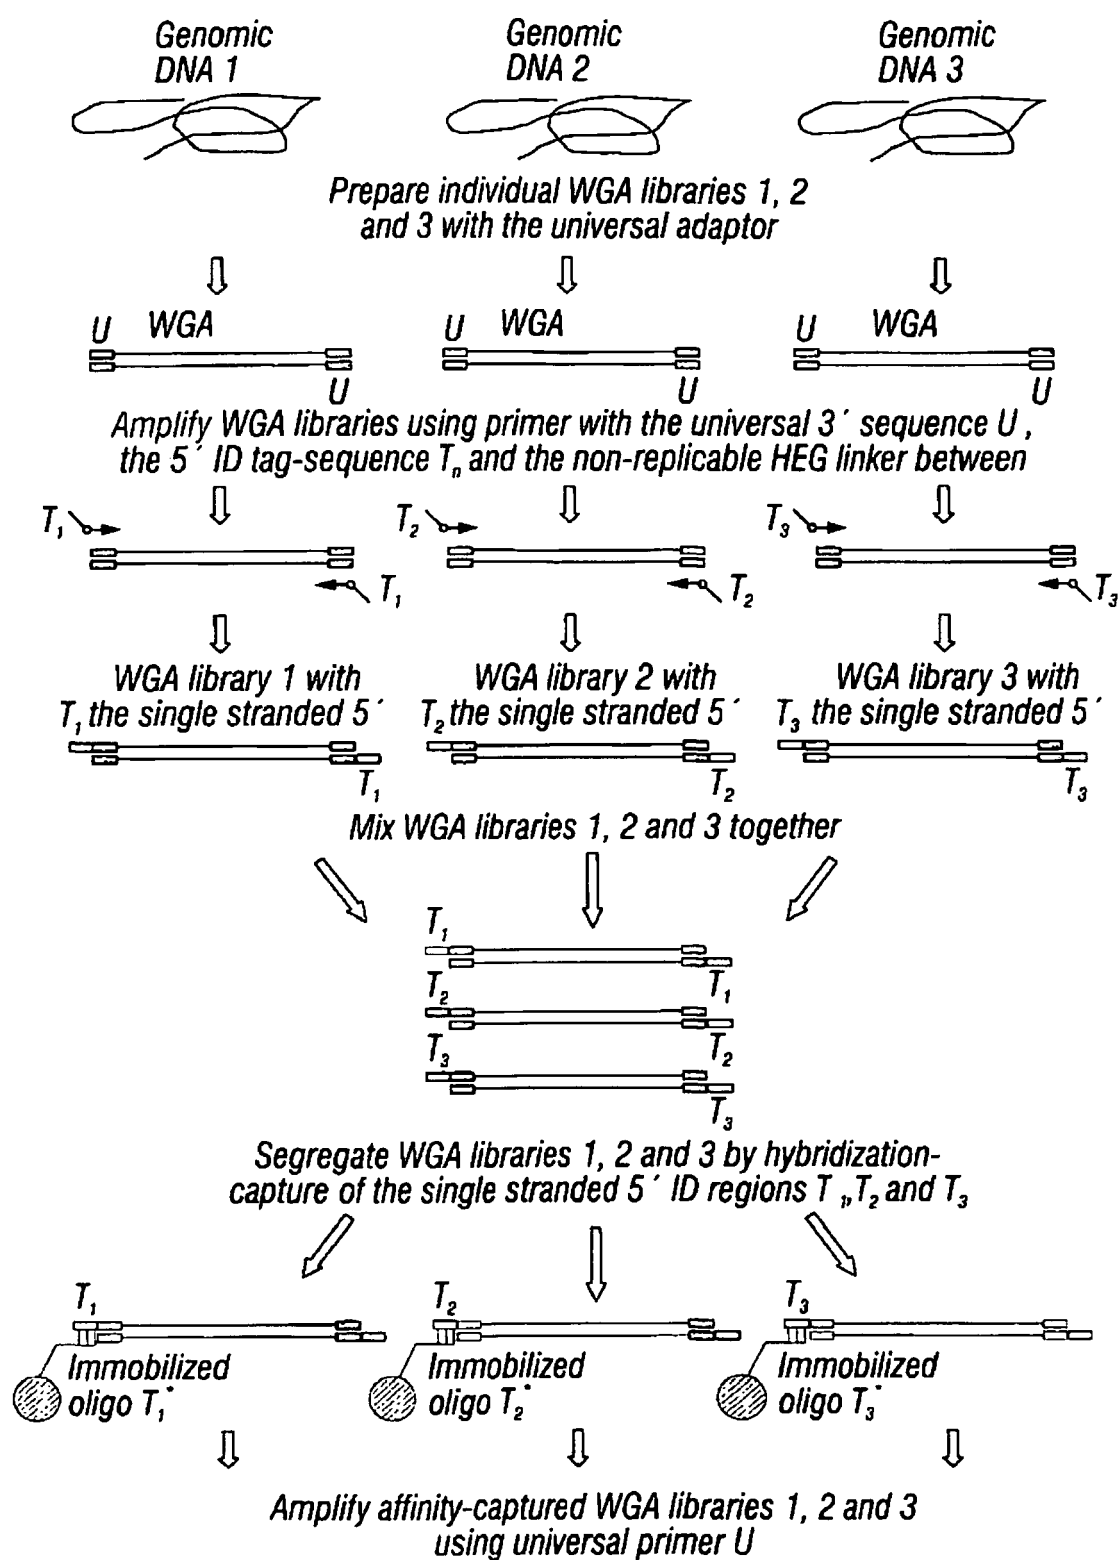 Genomic
DNA 1
Genomic
DNA 2
Genomic
DNA 3
Prepare individual WGA libraries 1, 2
and 3 with the universal adaptor
U WGA
U
U WGA
U
U WGA
U
Amplify WGA libraries using primer with the universal 3´ sequence U ,
the 5´ ID tag-sequence Tn and the non-replicable HEG linker between
T1
T1
T2
T2
T3
T3
WGA library 1 with
T1 the single stranded 5´
T1
WGA library 2 with
T2 the single stranded 5´
T2
WGA library 3 with
T3 the single stranded 5´
T3
Mix WGA libraries 1, 2 and 3 together
T1
T1
T2
T2
T3
T3
Segregate WGA libraries 1, 2 and 3 by hybridization-
capture of the single stranded 5´ ID regions T1, T2 and T3
T1
Immobilized
oligo T1*
T2
Immobilized
oligo T2*
T3
Immobilized
oligo T3*
Amplify affinity-captured WGA libraries 1, 2 and 3
using universal primer U